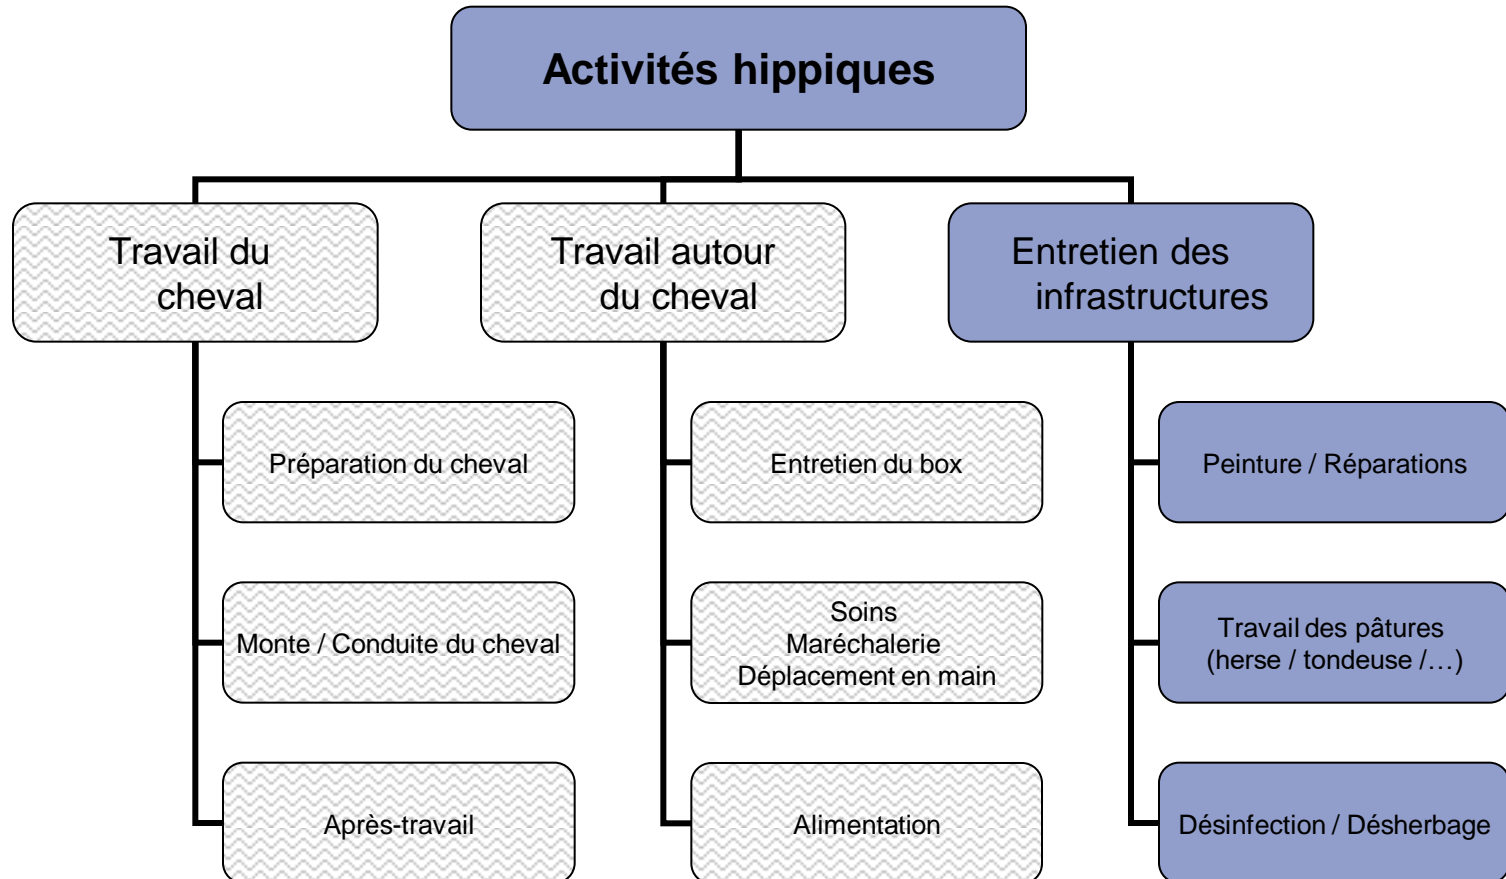 Activités hippiques
Travail du
cheval
Travail autour
du cheval
Entretien des
infrastructures
Préparation du cheval
Entretien du box
Peinture / Réparations
Monte / Conduite du cheval
Soins
Maréchalerie
Déplacement en main
Travail des pâtures
(herse / tondeuse /…)
Après-travail
Alimentation
Désinfection / Désherbage